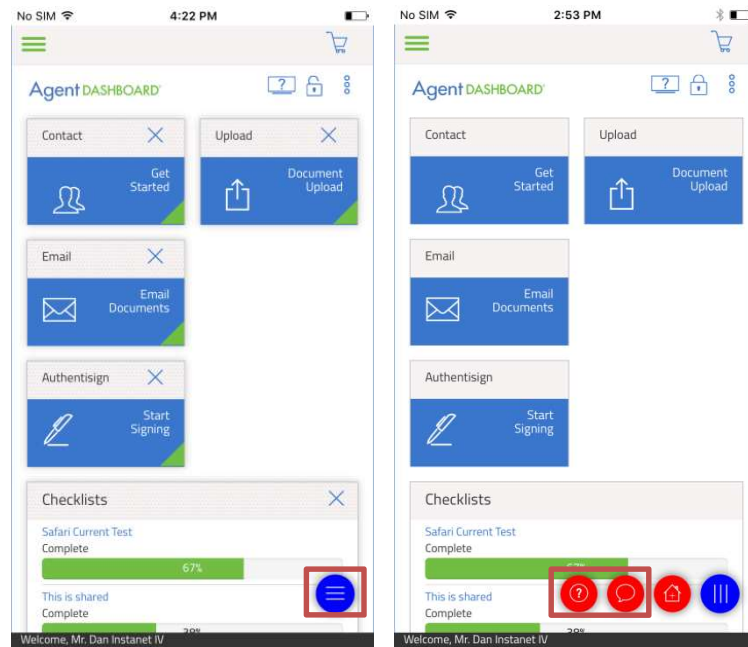 No SIM 4:22 PM
Agent DASHBOARD
?
Contact
Upload
Get
Started
Document
Upload
Email
Email
Documents
Authentisign
Start
Signing
Checklists
Safari Current Test
Complete
67%
This is shared
Complete
38%
Welcome, Mr. Dan Instanet IV
No SIM 2:53 PM
Agent DASHBOARD
?
Contact
Upload
Get
Started
Document
Upload
Email
Email
Documents
Authentisign
Start
Signing
Checklists
Safari Current Test
Complete
67%
This is shared
Complete
?
38%
Welcome, Mr. Dan Instanet IV